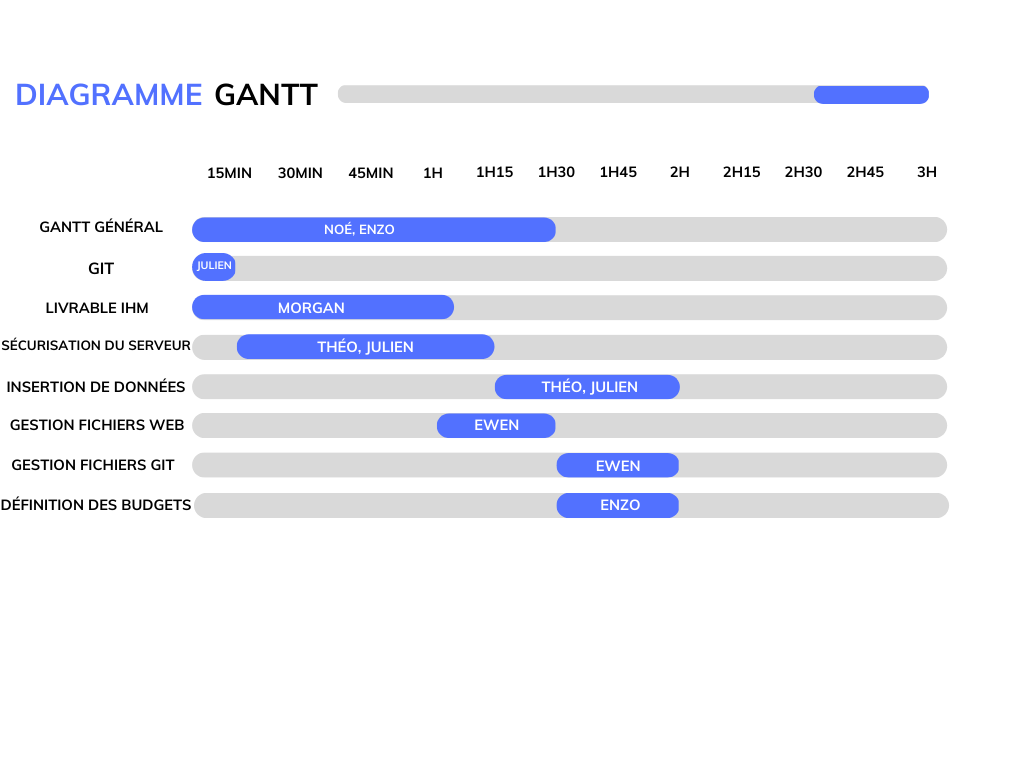 DIAGRAMME GANTT
15MIN 30MIN 45MIN 1H 1H15 1H30 1H45 2H 2H15 2H30 2H45 3H
GANTT GÉNÉRAL NOÉ, ENZO
GIT JULIEN
LIVRABLE IHM MORGAN
SÉCURISATION DU SERVEUR THÉO, JULIEN
INSERTION DE DONNÉES THÉO, JULIEN
GESTION FICHIERS WEB EWEN
GESTION FICHIERS GIT EWEN
DÉFINITION DES BUDGETS ENZO